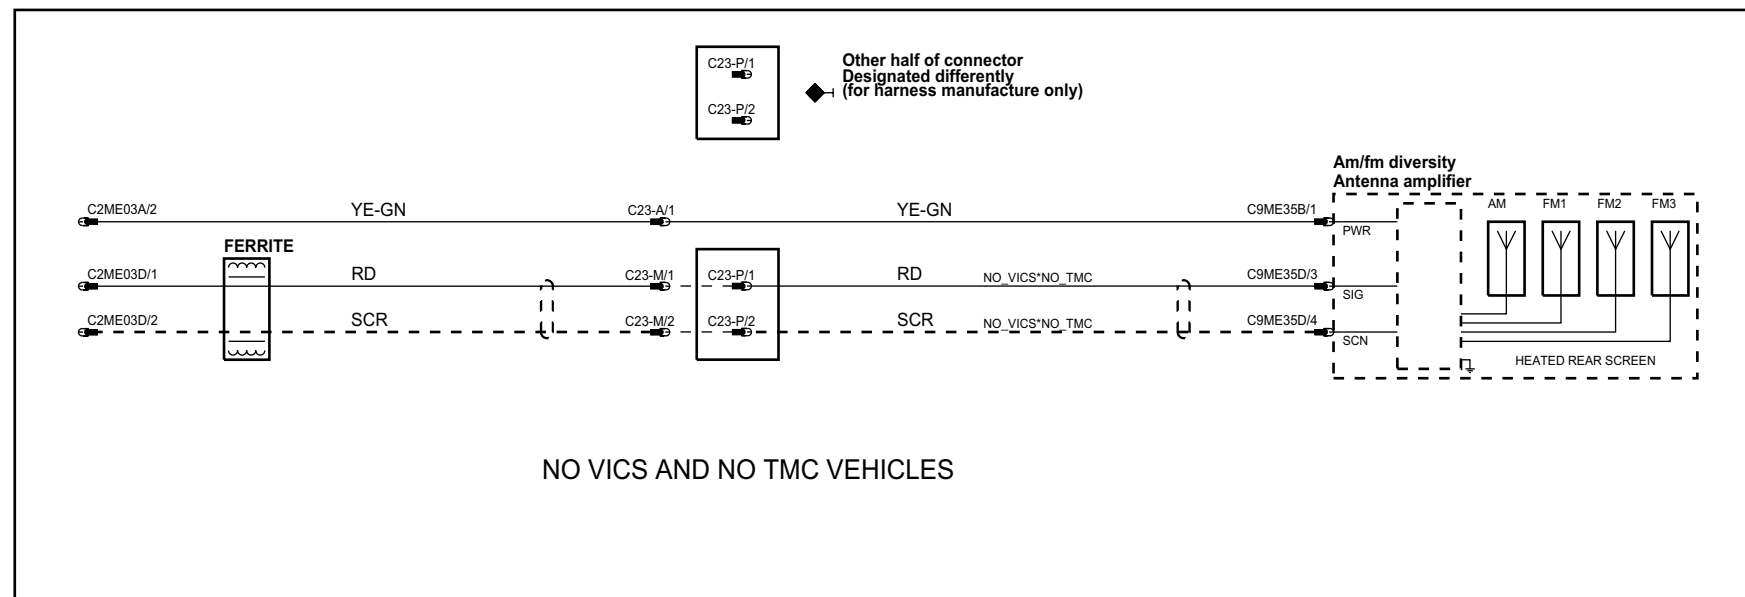 C23-P/1
C23-P/2
Other half of connector
Designated differently
(for harness manufacture only)
Am/fm diversity
Antenna amplifier
C2ME03A/2 YE-GN C23-A/1 YE-GN C9ME35B/1
PWR
AM FM1 FM2 FM3
FERRITE
C2ME03D/1 RD C23-M/1 C23-P/1 RD NO_VICS*NO_TMC C9ME35D/3
SIG
C2ME03D/2 SCR C23-M/2 C23-P/2 SCR NO_VICS*NO_TMC C9ME35D/4
SCN
HEATED REAR SCREEN
NO VICS AND NO TMC VEHICLES